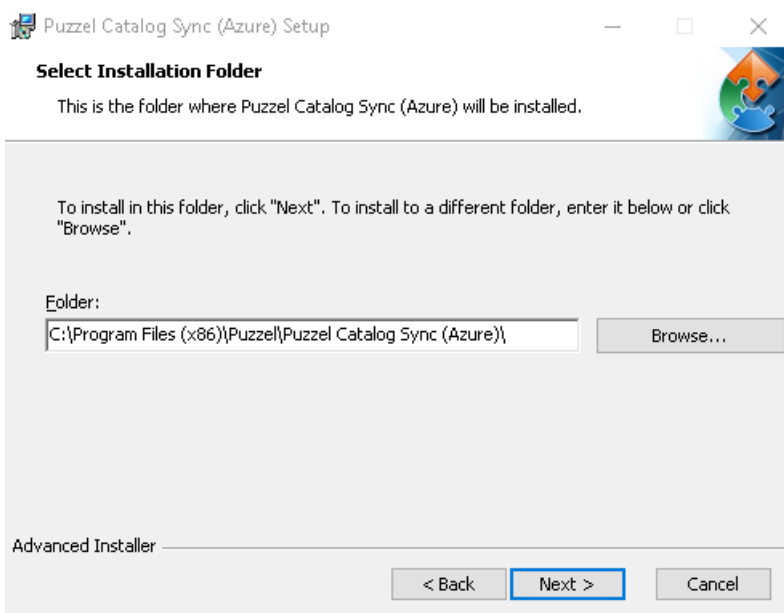 Puzzel Catalog Sync (Azure) Setup
Select Installation Folder
This is the folder where Puzzel Catalog Sync (Azure) will be installed.
To install in this folder, click "Next". To install to a different folder, enter it below or click
"Browse".
Folder:
C:\Program Files (x86)\Puzzel\Puzzel Catalog Sync (Azure)\
Browse...
Advanced Installer
< Back
Next >
Cancel